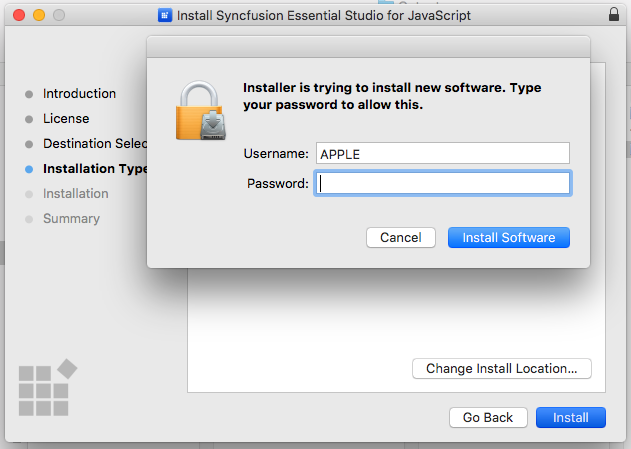 Install Syncfusion Essential Studio for JavaScript
Installer is trying to install new software. Type
your password to allow this.
Username: APPLE
Password:
Cancel
Install Software
Introduction
License
Destination Selec
Installation Type
Installation
Summary
Change Install Location...
Go Back
Install